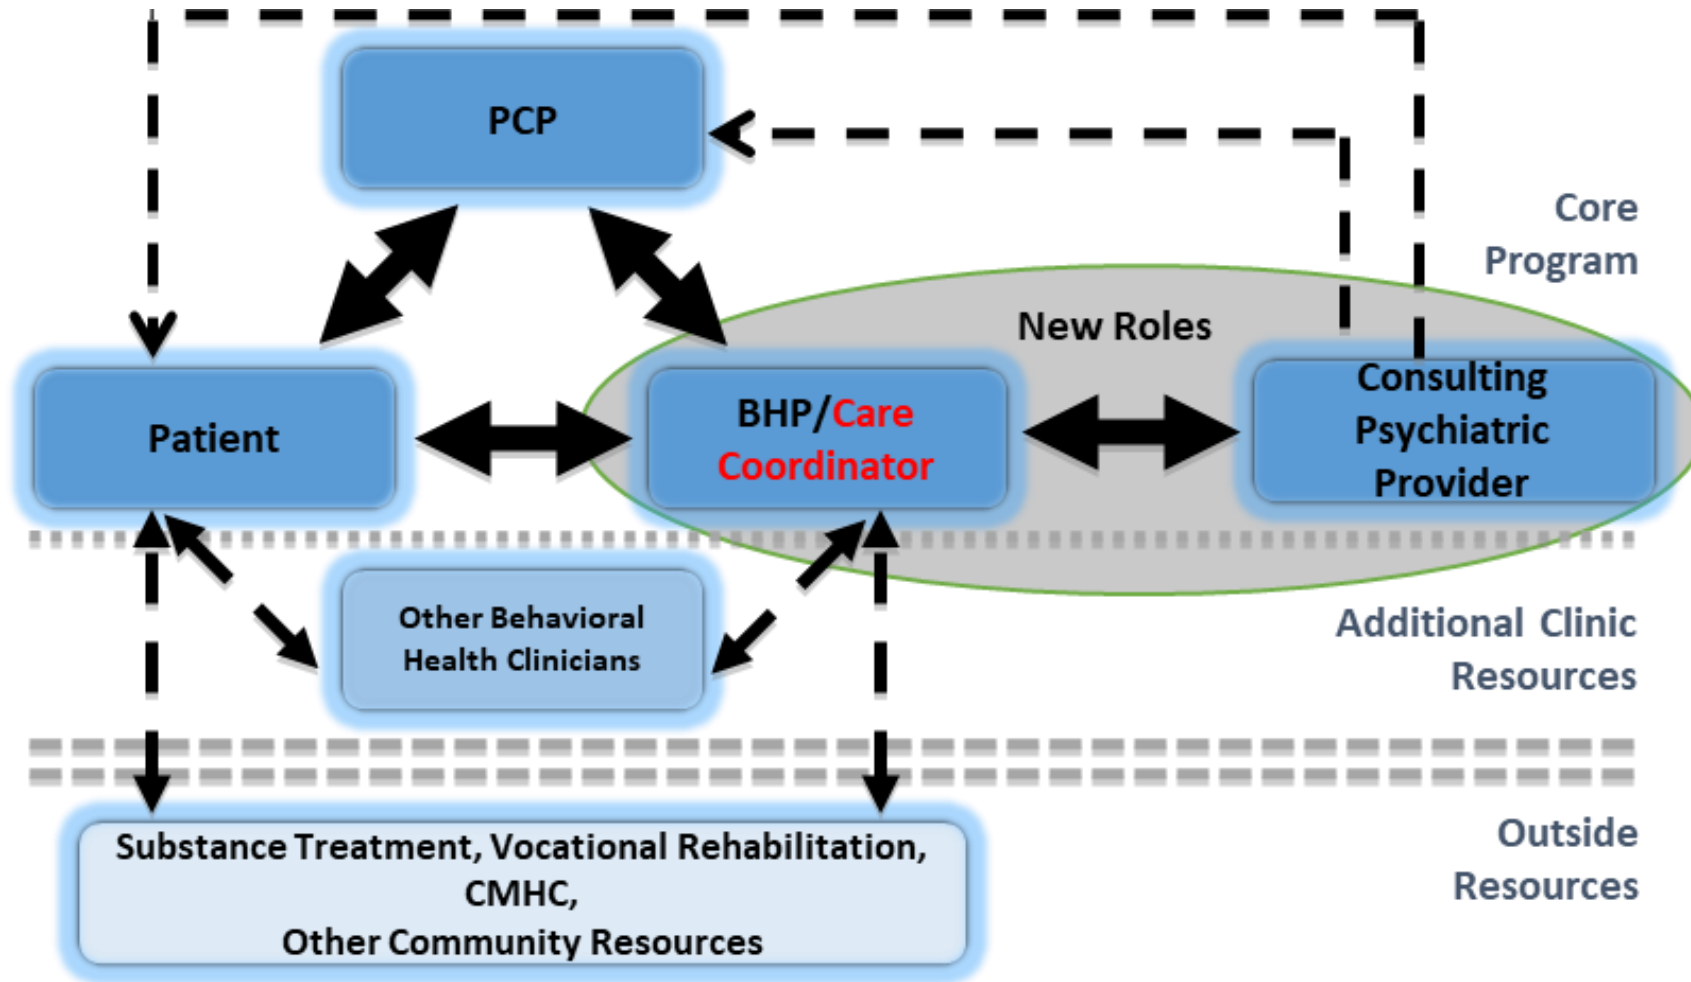 PCP
Core
Program
New Roles
Patient
BHP/Care
Coordinator
Consulting
Psychiatric
Provider
Other Behavioral
Health Clinicians
Additional Clinic
Resources
Substance Treatment, Vocational Rehabilitation,
CMHC,
Other Community Resources
Outside
Resources